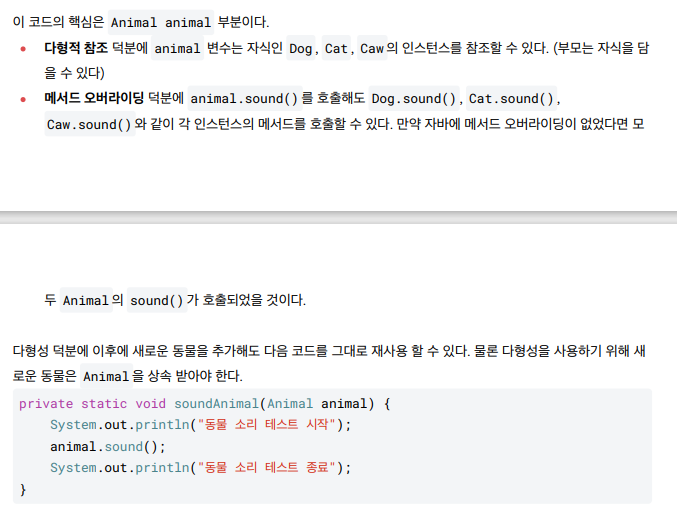 이 코드의 핵심은 Animal animal 부분이다.
• 다형적 참조 덕분에 animal 변수는 자식인 Dog, Cat, Caw의 인스턴스를 참조할 수 있다. (부모는 자식을 담
을 수 있다)
• 메서드 오버라이딩 덕분에 animal.sound()를 호출해도 Dog.sound(), Cat.sound(),
Caw.sound()와 같이 각 인스턴스의 메서드를 호출할 수 있다. 만약 자바에 메서드 오버라이딩이 없었다면 모
두 Animal의 sound()가 호출되었을 것이다.
다형성 덕분에 이후에 새로운 동물을 추가해도 다음 코드를 그대로 재사용 할 수 있다. 물론 다형성을 사용하기 위해 새
로운 동물은 Animal을 상속 받아야 한다.
private static void soundAnimal(Animal animal) {
    System.out.println("동물 소리 테스트 시작");
    animal.sound();
    System.out.println("동물 소리 테스트 종료");
}